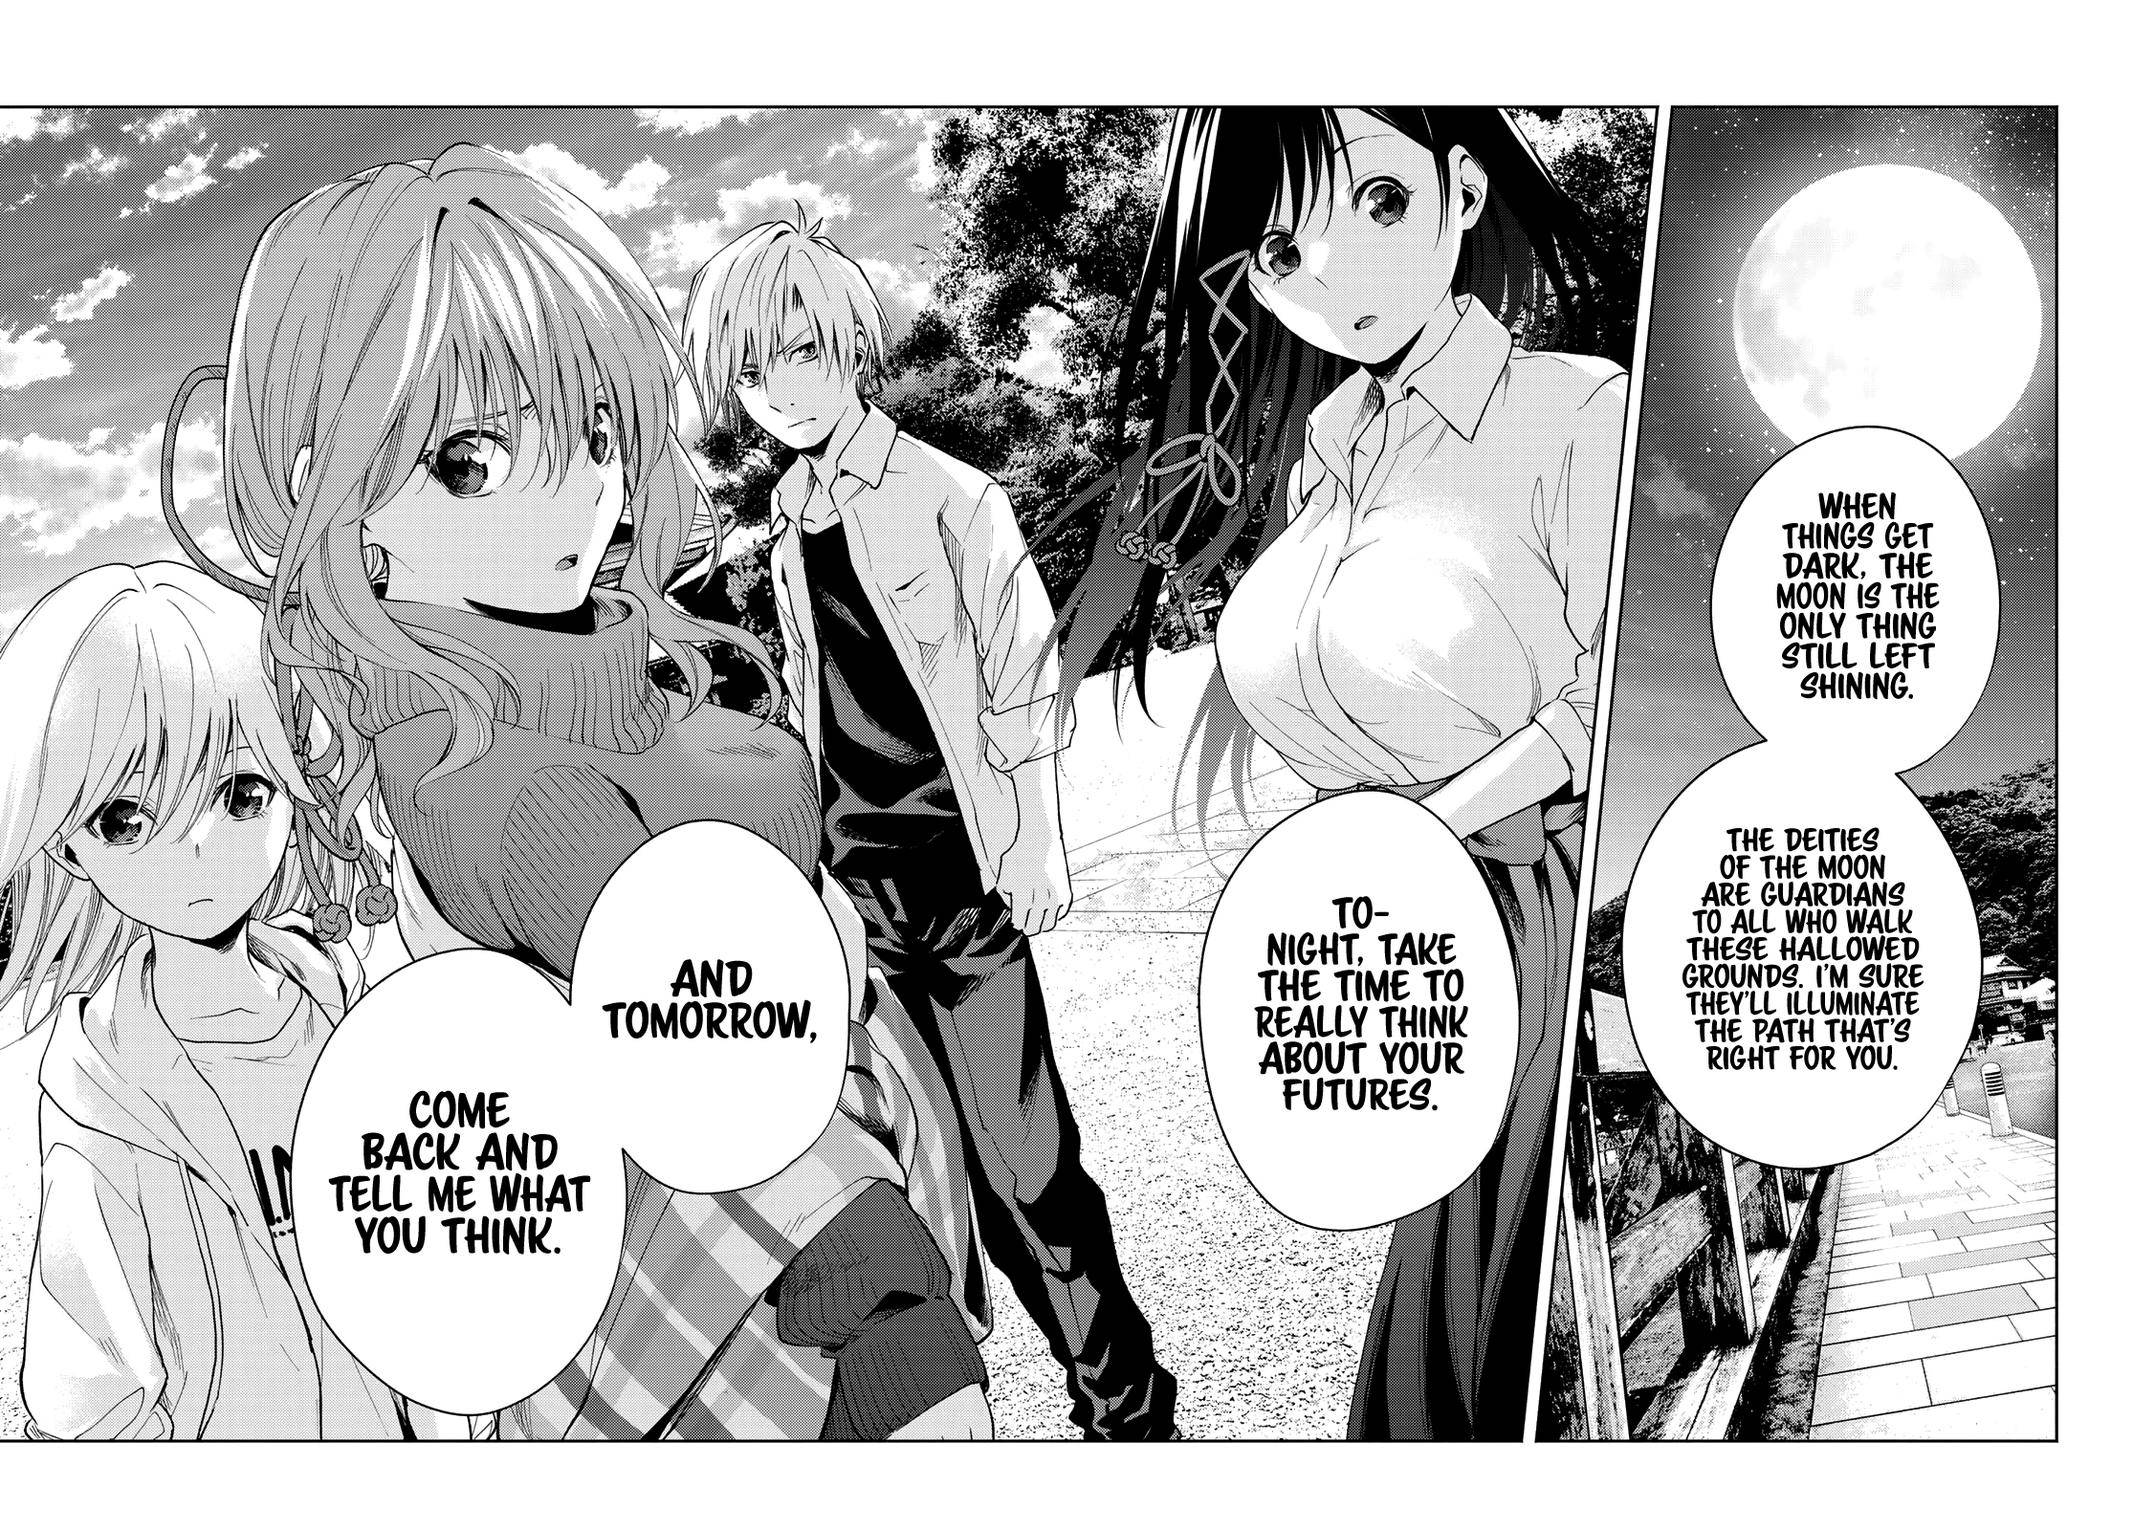 WHEN
THINGS GET
DARK, THE
MOON IS THE
ONLY THING
STILL LEFT
SHINING.
THE DEITIES
OF THE MOON
ARE GUARDIANS
TO ALL WHO WALK
THESE HALLOWED
GROUNDS. I'M SURE
THEY'LL ILLUMINATE
THE PATH THAT'S
RIGHT FOR YOU.
TO-
NIGHT, TAKE
THE TIME TO
REALLY THINK
ABOUT YOUR
FUTURES.
AND
TOMORROW,
COME
BACK AND
TELL ME WHAT
YOU THINK.